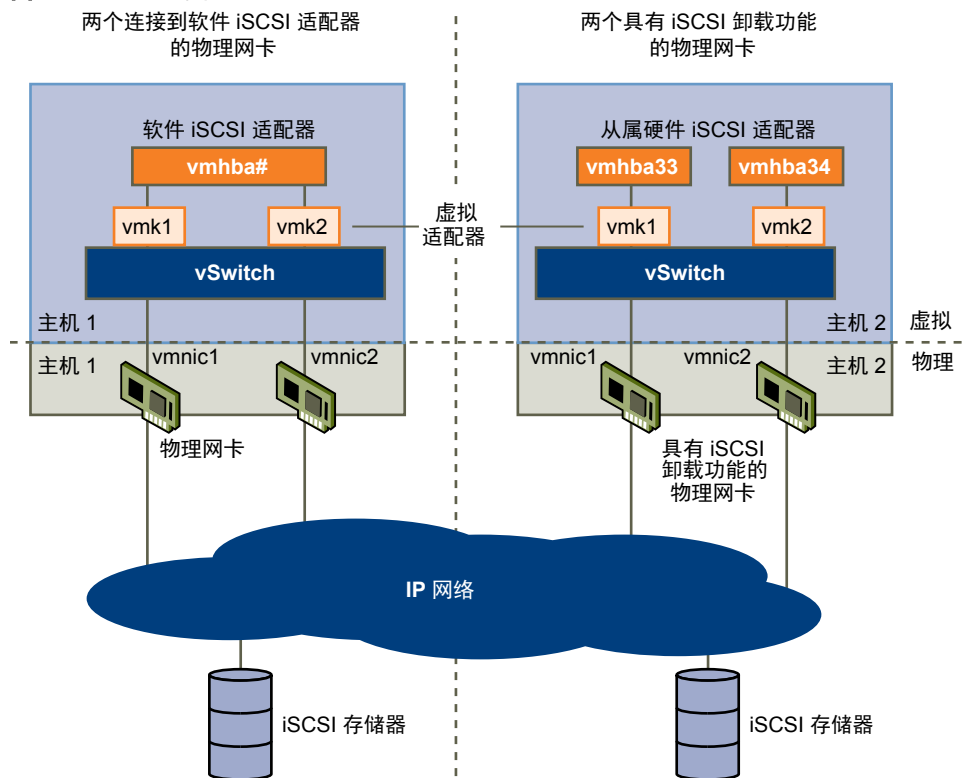 两个连接到软件 iSCSI 适配器
的物理网卡
两个具有 iSCSI 卸载功能
的物理网卡
软件 iSCSI 适配器
vmhba#
vmk1
vmk2
vSwitch
主机 1
虚拟
适配器
从属硬件 iSCSI 适配器
vmhba33
vmhba34
vmk1
vmk2
vSwitch
主机 2
虚拟
主机 1
vmnic1
vmnic2
物理网卡
vmnic1
vmnic2
主机 2
物理
具有 iSCSI
卸载功能的
物理网卡
IP 网络
iSCSI 存储器
iSCSI 存储器